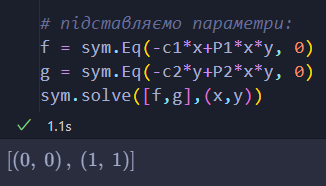 # підставляємо параметри:
f = sym.Eq(-c1*x+P1*x*y, 0)
g = sym.Eq(-c2*y+P2*x*y, 0)
sym.solve([f,g],(x,y))
✓ 1.1s
[(0, 0), (1, 1)]